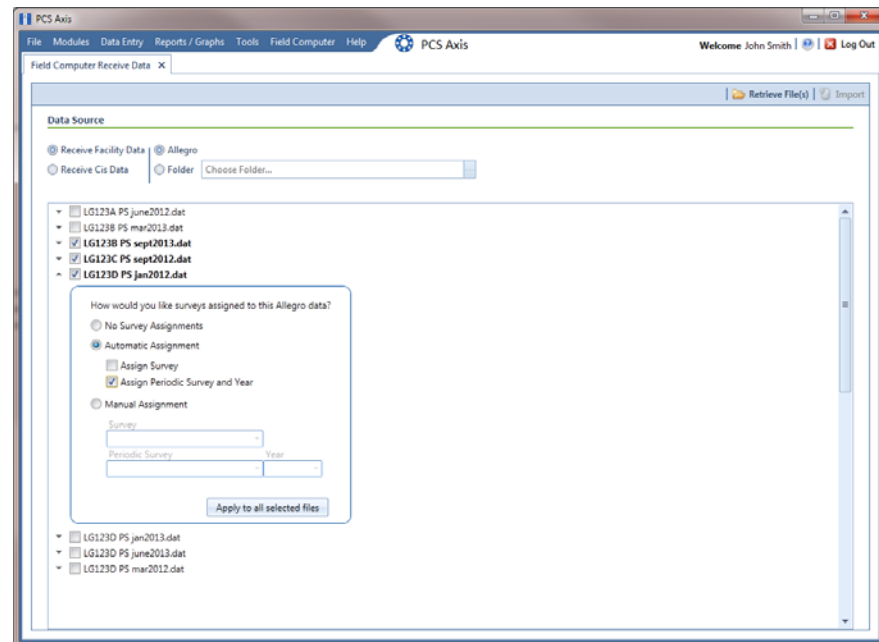 PCS Axis
File Modules Data Entry Reports / Graphs Tools Field Computer Help PCS Axis Welcome John Smith Log Out
Field Computer Receive Data X
Retrieve File(s) Import
Data Source
Receive Facility Data Allegro
Receive Cis Data Folder Choose Folder...
LG123A PS june2012.dat
LG123B PS mar2013.dat
LG123B PS sept2013.dat
LG123C PS sept2012.dat
LG123D PS jan2012.dat
How would you like surveys assigned to this Allegro data?
No Survey Assignments
Automatic Assignment
Assign Survey
Assign Periodic Survey and Year
Manual Assignment
Survey
Periodic Survey Year
Apply to all selected files
LG123D PS jan2013.dat
LG123D PS june2013.dat
LG123D PS mar2012.dat